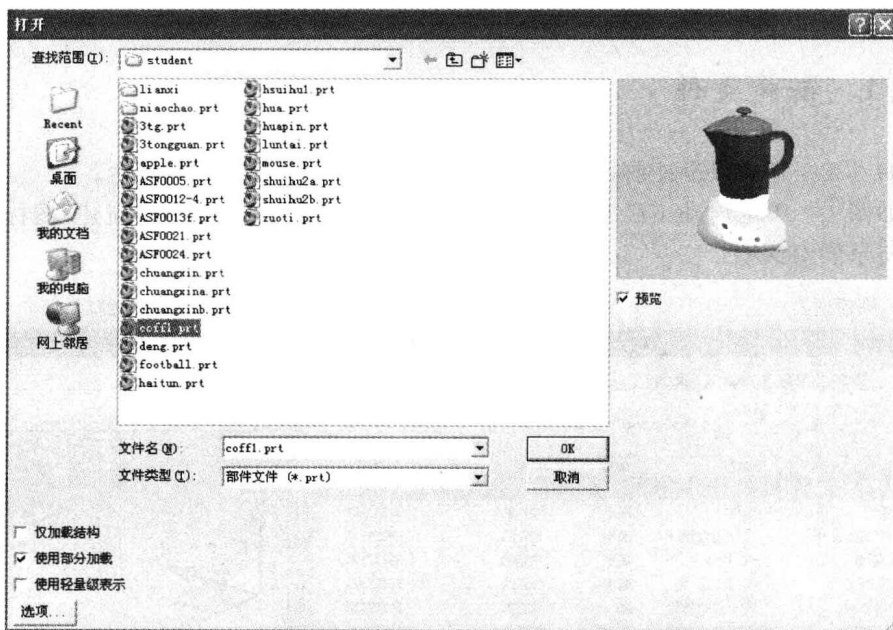 打开
查找范围(I): student
Recent
桌面
我的文档
我的电脑
网上邻居
lianxi
niaochao.prt
3tg.prt
3tongguan.prt
apple.prt
ASF0005.prt
ASF0012-4.prt
ASF0013f.prt
ASF0021.prt
ASF0024.prt
chuangxin.prt
chuangxina.prt
chuangxinb.prt
coff1.prt
deng.prt
football.prt
haitun.prt
hsuihu1.prt
hua.prt
huapin.prt
luntai.prt
mouse.prt
shuihu2a.prt
shuihu2b.prt
zuoti.prt
预览
文件名(N): coff1.prt
OK
文件类型(T): 部件文件 (*.prt)
取消
仅加载结构
使用部分加载
使用轻量级表示
选项...